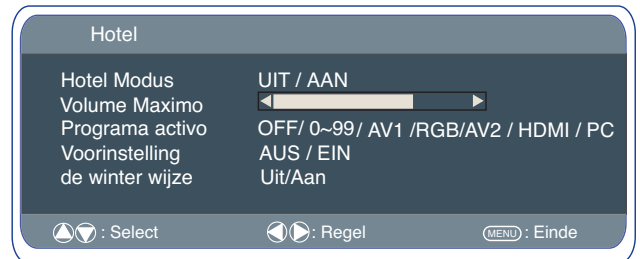 Hotel
Hotel Modus UIT / AAN
Volume Maximo
Programa activo OFF/ 0~99/ AV1 /RGB/AV2 / HDMI / PC
Voorinstelling AUS / EIN
de winter wijze Uit/Aan
: Select : Regel MENU : Einde